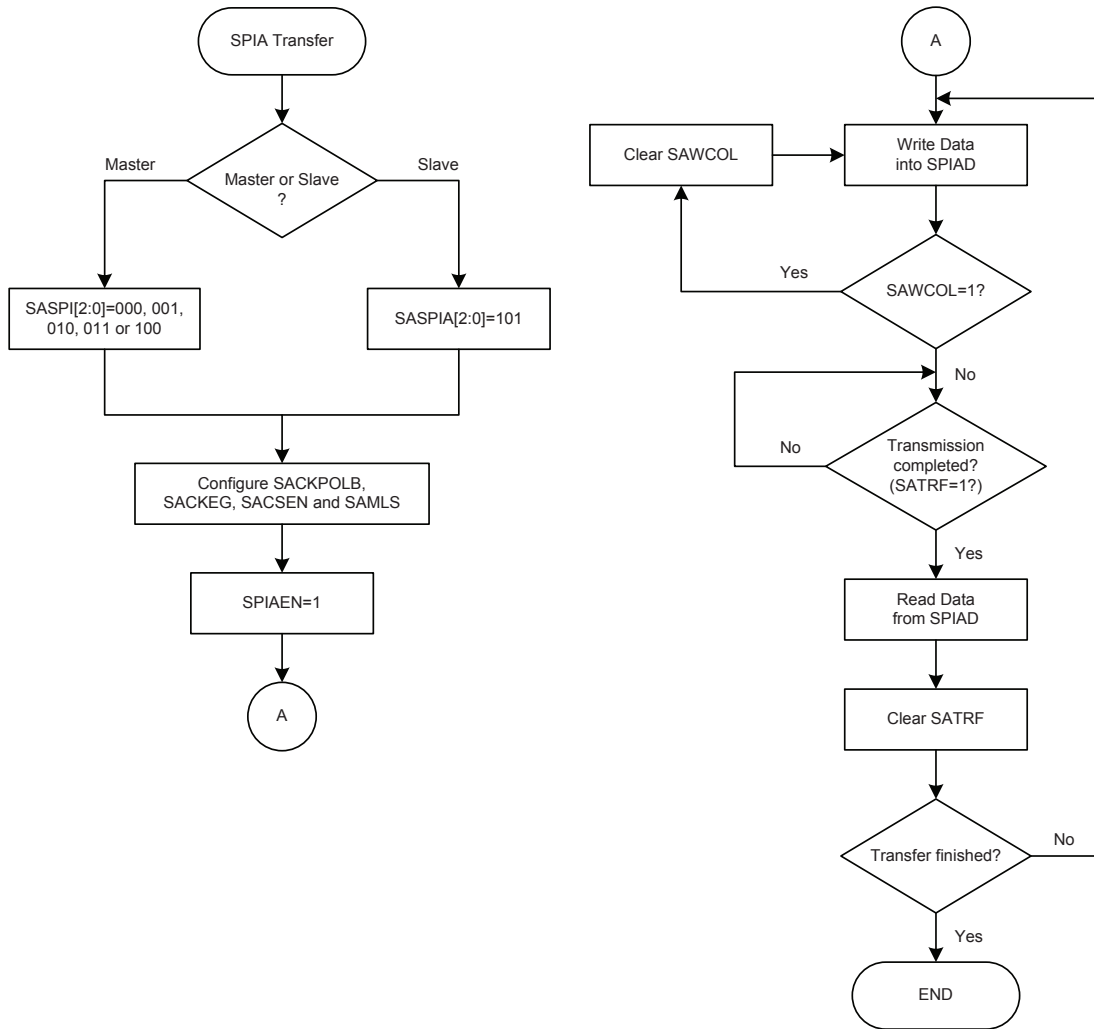 SPIA Transfer
Master
Slave
Master or Slave
?
SASPI[2:0]=000, 001,
010, 011 or 100
SASPIA[2:0]=101
Configure SACKPOLB,
SACKEG, SACSEN and SAMLS
SPIAEN=1
A
A
Clear SAWCOL
Write Data
into SPIAD
Yes
SAWCOL=1?
No
No
Transmission
completed?
(SATRF=1?)
Yes
Read Data
from SPIAD
Clear SATRF
Transfer finished?
No
Yes
END